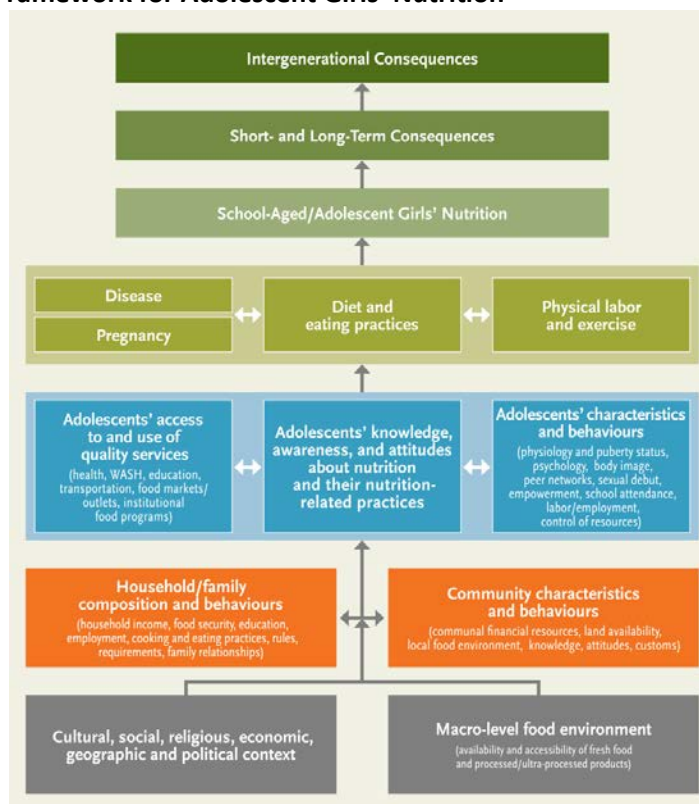 Framework for Adolescent Girls' Nutrition
Intergenerational Consequences
Short- and Long-Term Consequences
School-Aged/Adolescent Girls' Nutrition
Disease
Pregnancy
Diet and
eating practices
Physical labor
and exercise
Adolescents' access
to and use of
quality services
(health, WASH, education,
transportation, food markets/
outlets, institutional
food programs)
Adolescents' knowledge,
awareness, and attitudes
about nutrition
and their nutrition-
related practices
Adolescents' characteristics
and behaviours
(physiology and puberty status,
psychology, body image,
peer networks, sexual debut,
empowerment, school attendance,
labor/employment,
control of resources)
Household/family
composition and behaviours
(household income, food security, education,
employment, cooking and eating practices, rules,
requirements, family relationships)
Community characteristics
and behaviours
(communal financial resources, land availability,
local food environment, knowledge, attitudes, customs)
Cultural, social, religious, economic,
geographic and political context
Macro-level food environment
(availability and accessibility of fresh food
and processed/ultra-processed products)